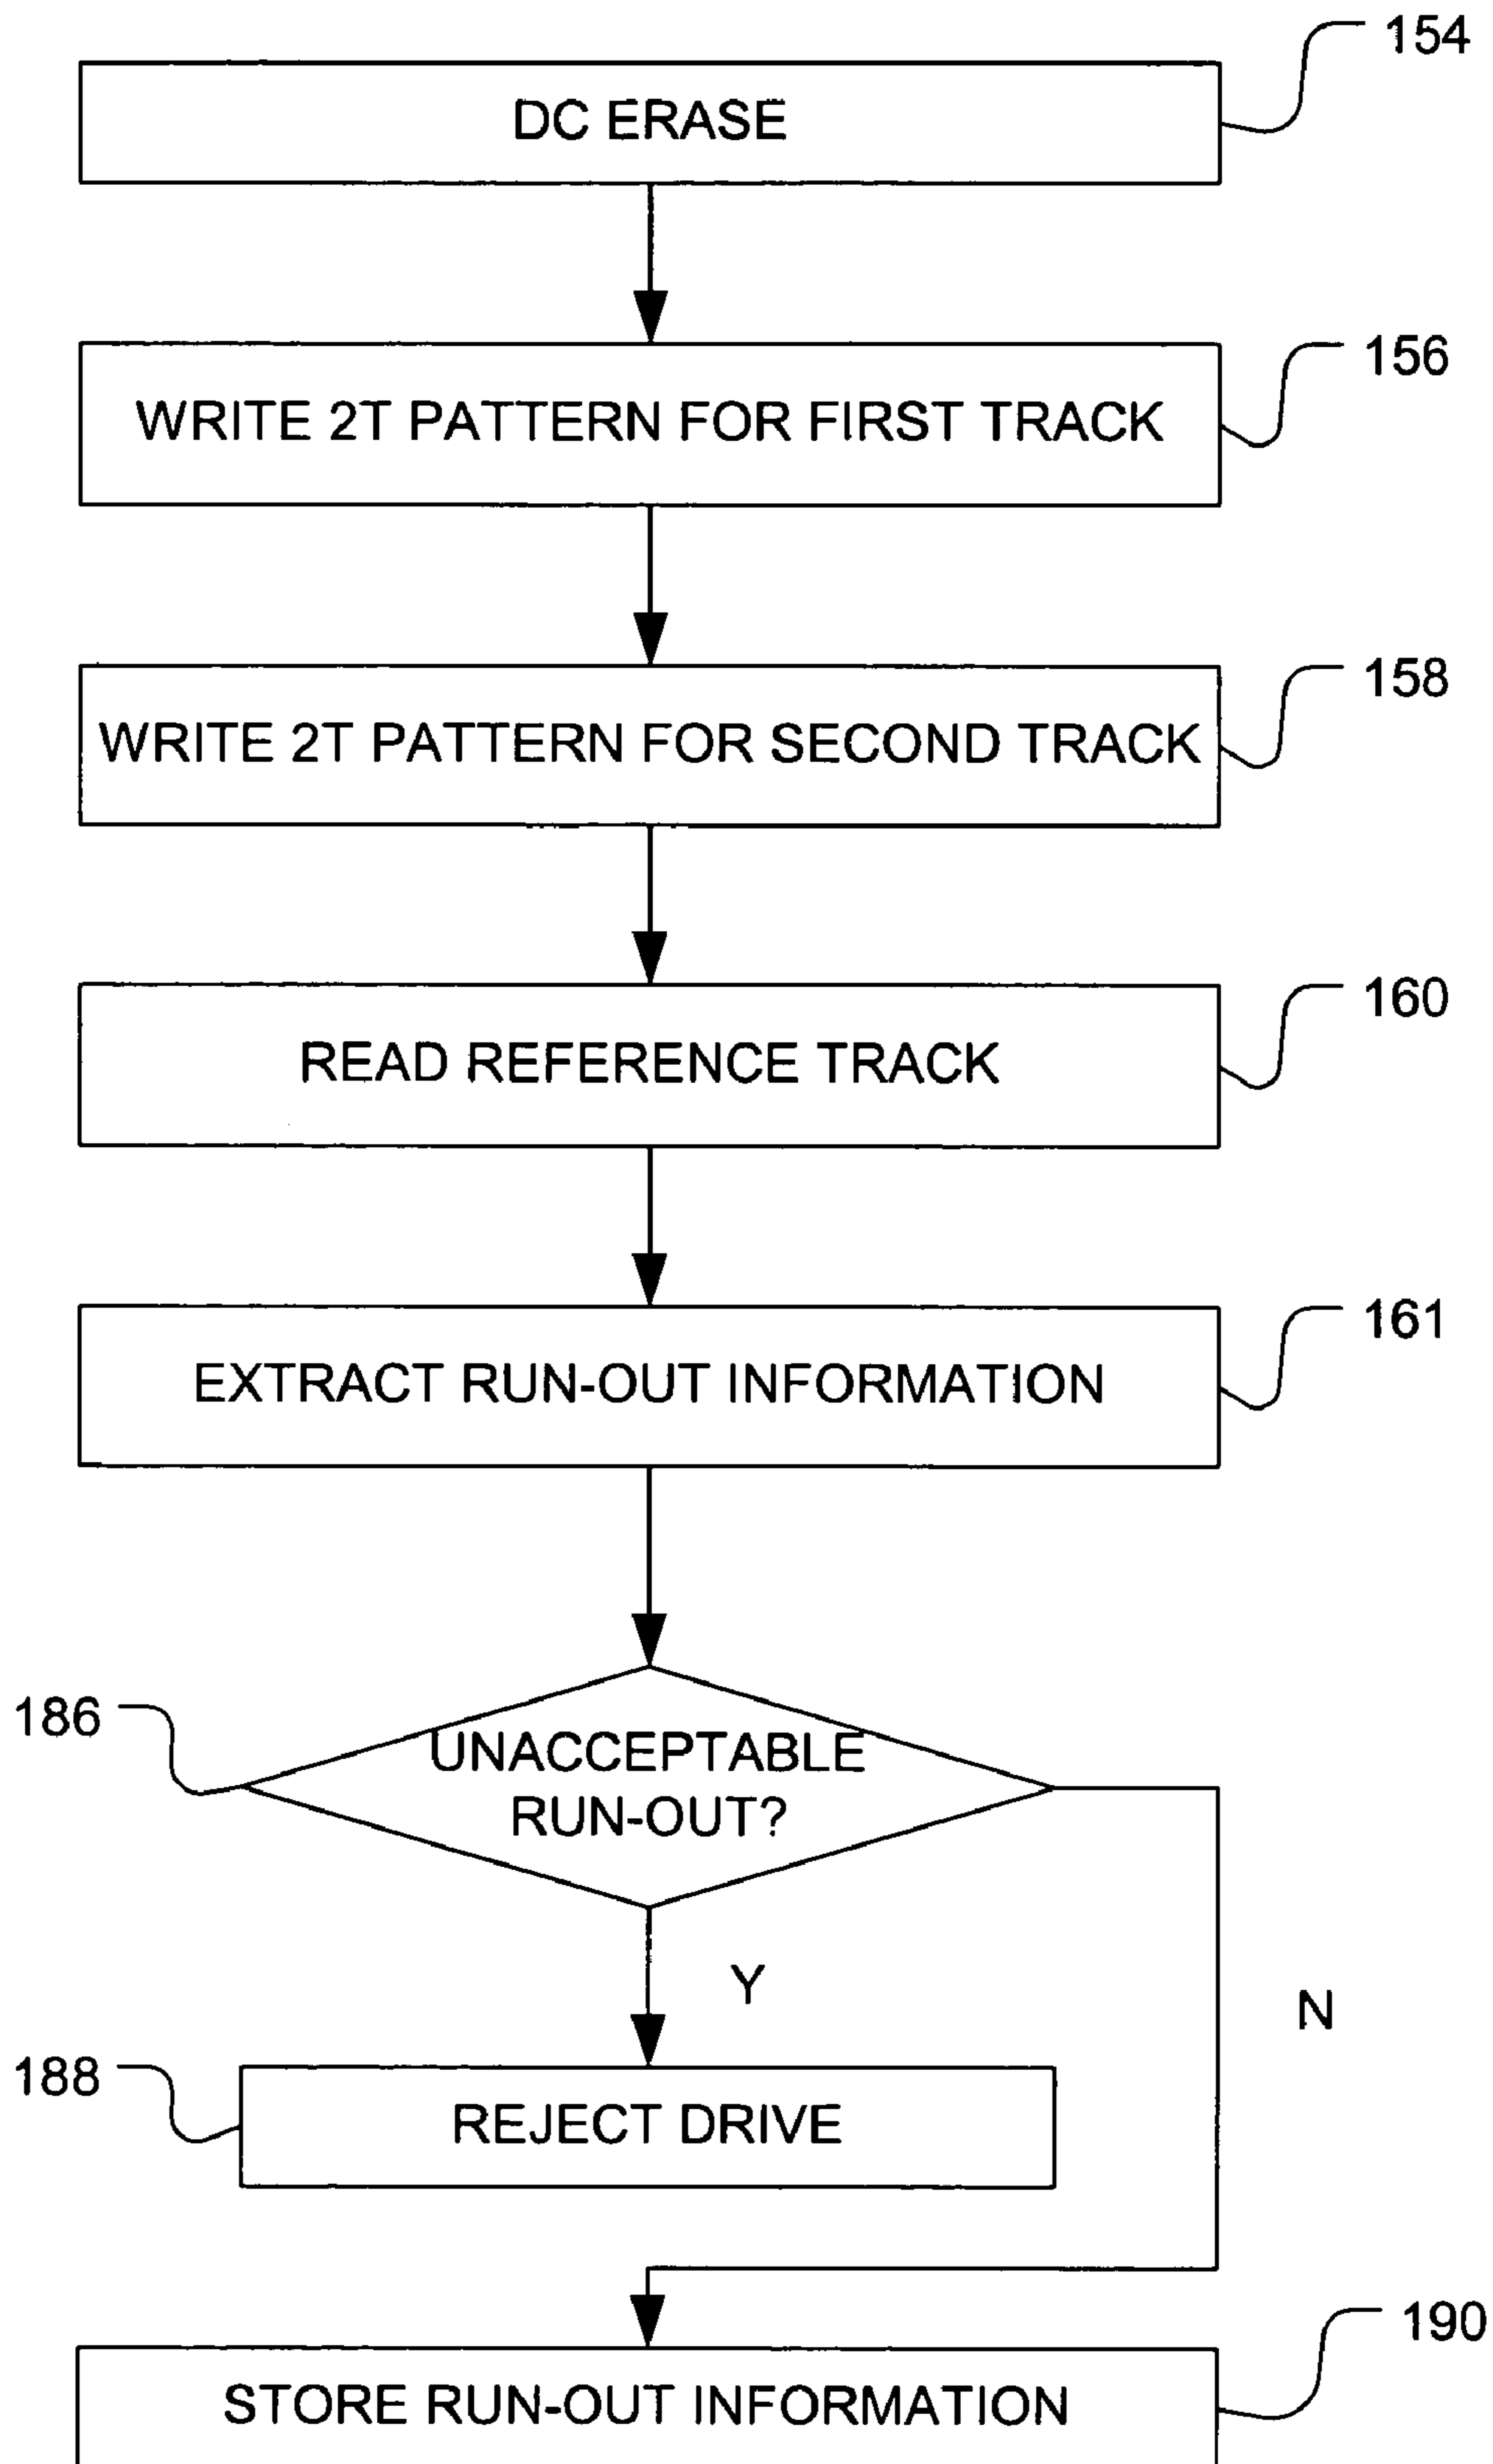 154
DC ERASE
156
WRITE 2T PATTERN FOR FIRST TRACK
158
WRITE 2T PATTERN FOR SECOND TRACK
160
READ REFERENCE TRACK
161
EXTRACT RUN-OUT INFORMATION
186
UNACCEPTABLE
RUN-OUT?
Y
N
188
REJECT DRIVE
190
STORE RUN-OUT INFORMATION